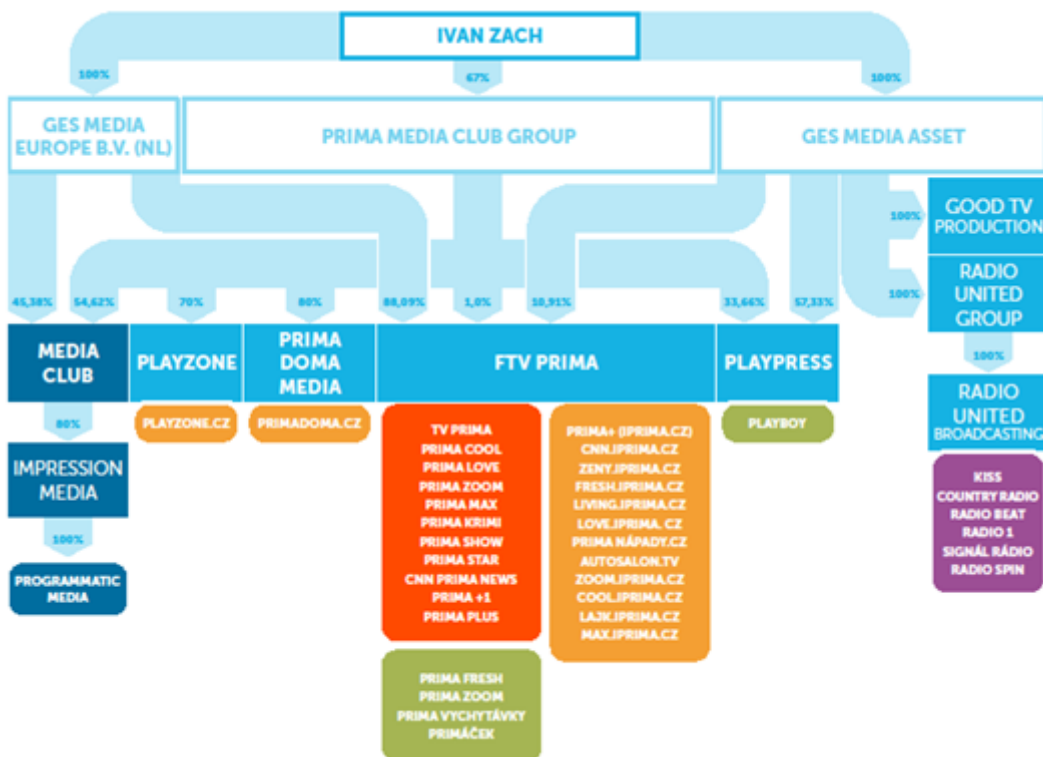 IVAN ZACH
100%
67%
100%
GES MEDIA
EUROPE B.V. (NL)
PRIMA MEDIA CLUB GROUP
GES MEDIA ASSET
100%
GOOD TV
PRODUCTION
100%
RADIO
UNITED
GROUP
45,38%
54,62%
70%
80%
88,09%
1,0%
10,91%
33,66%
57,33%
MEDIA
CLUB
PLAYZONE
PRIMA
DOMA
MEDIA
FTV PRIMA
PLAYPRESS
100%
RADIO
UNITED
BROADCASTING
80%
IMPRESSION
MEDIA
100%
PROGRAMMATIC
MEDIA
PLAYZONE.CZ
PRIMADOMA.CZ
TV PRIMA
PRIMA COOL
PRIMA LOVE
PRIMA ZOOM
PRIMA MAX
PRIMA KRIMI
PRIMA SHOW
PRIMA STAR
CNN PRIMA NEWS
PRIMA +1
PRIMA PLUS
PRIMA FRESH
PRIMA ZOOM
PRIMA VYCHYTÁVKY
PRIMÁČEK
PRIMA+ (IPRIMA.CZ)
CNN.IPRIMA.CZ
ZENY.IPRIMA.CZ
FRESH.IPRIMA.CZ
LIVING.IPRIMA.CZ
LOVE.IPRIMA. CZ
PRIMA NÁPADY.CZ
AUTOSALON.TV
ZOOM.IPRIMA.CZ
COOL.IPRIMA.CZ
LAJK.IPRIMA.CZ
MAX.IPRIMA.CZ
PLAYBOY
KISS
COUNTRY RADIO
RADIO BEAT
RADIO 1
SIGNÁL RÁDIO
RADIO SPIN